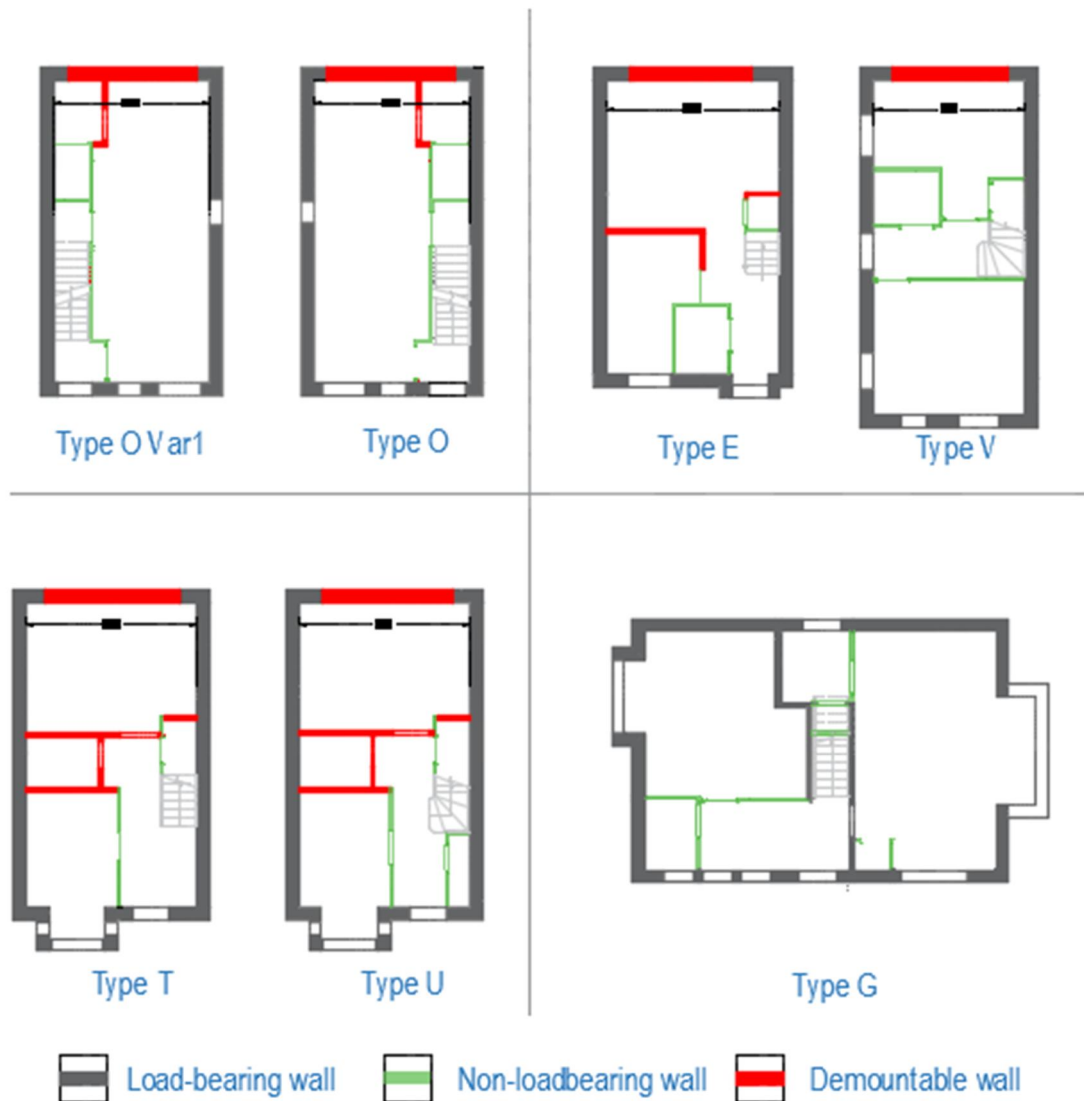 Type O Var1
Type O
Type E
Type V
Type T
Type U
Type G
Load-bearing wall
Non-loadbearing wall
Demountable wall